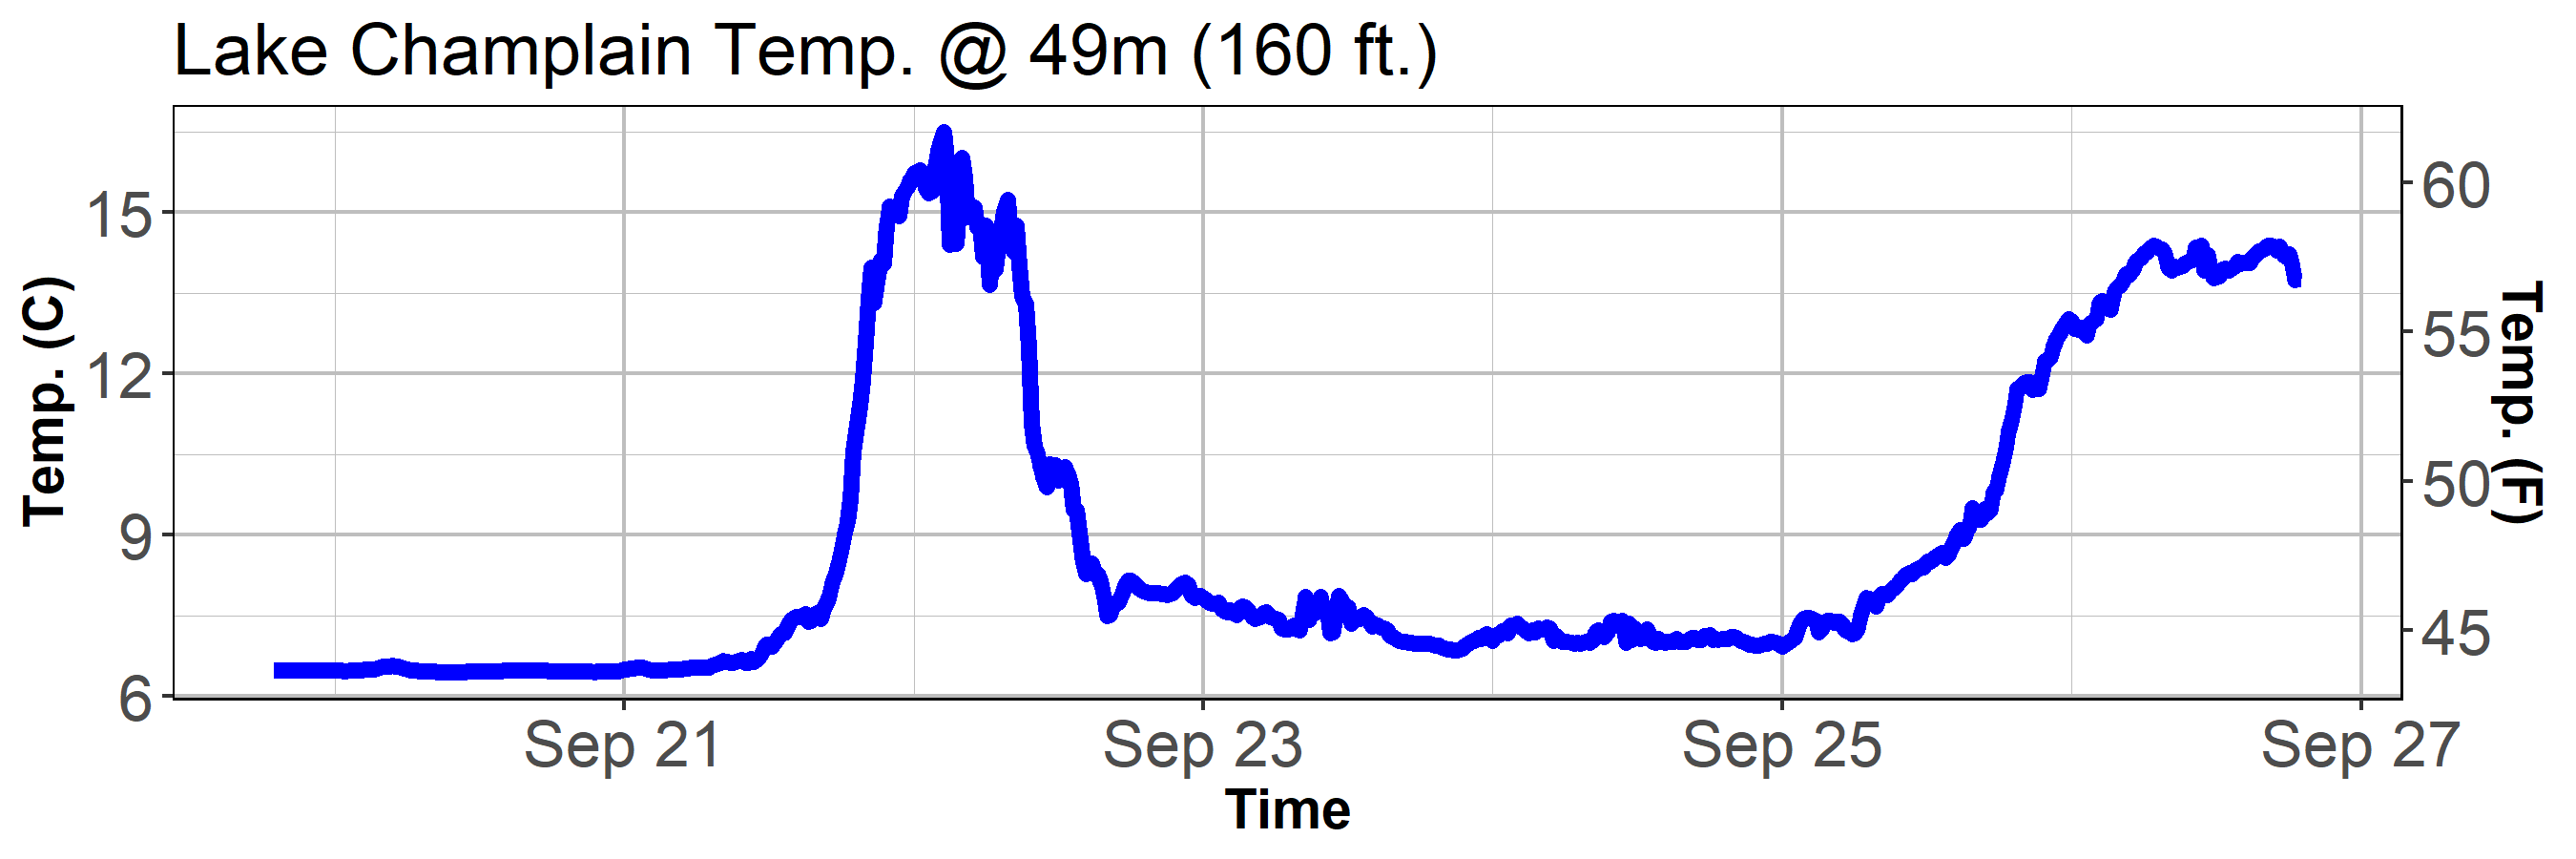 Lake Champlain Temp. @ 49m (160 ft.)
Temp. (C)
15
12
9
6
60
55
50
45
Temp. (F)
Sep 21
Sep 23
Sep 25
Sep 27
Time